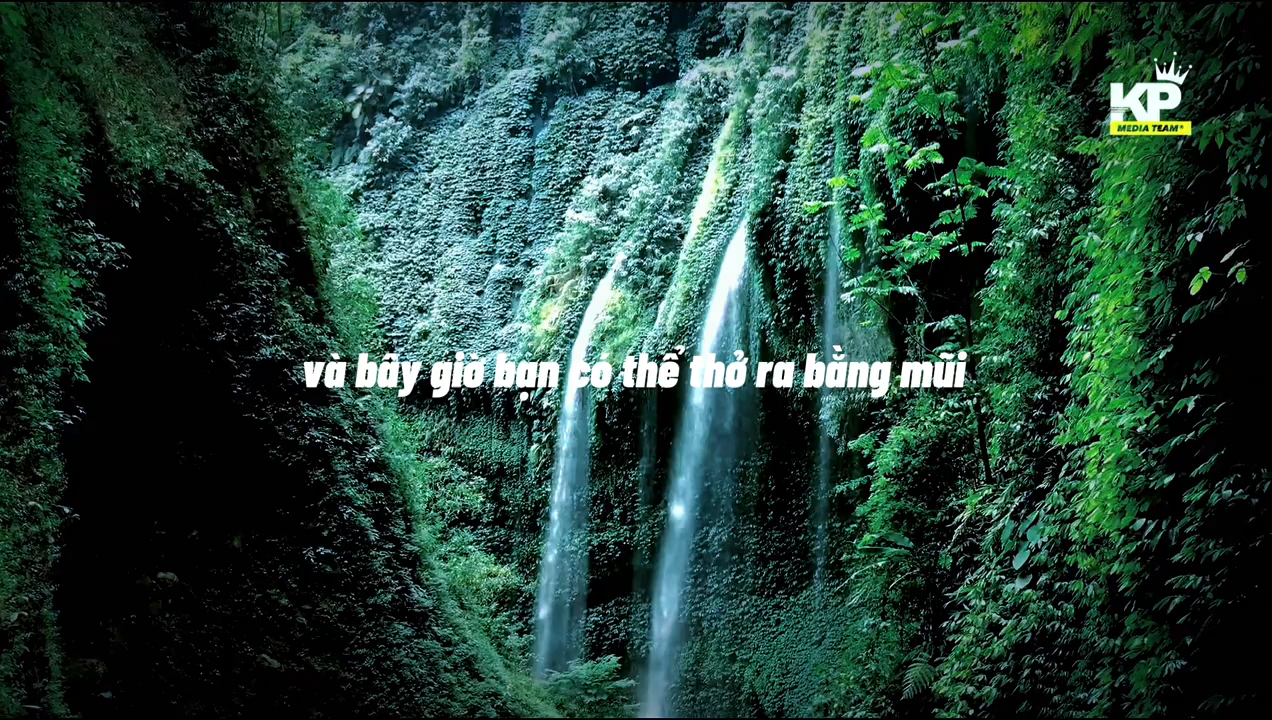 KP
MEDIA TEAM®
và bây giờ bạn có thể thở ra bằng mũi